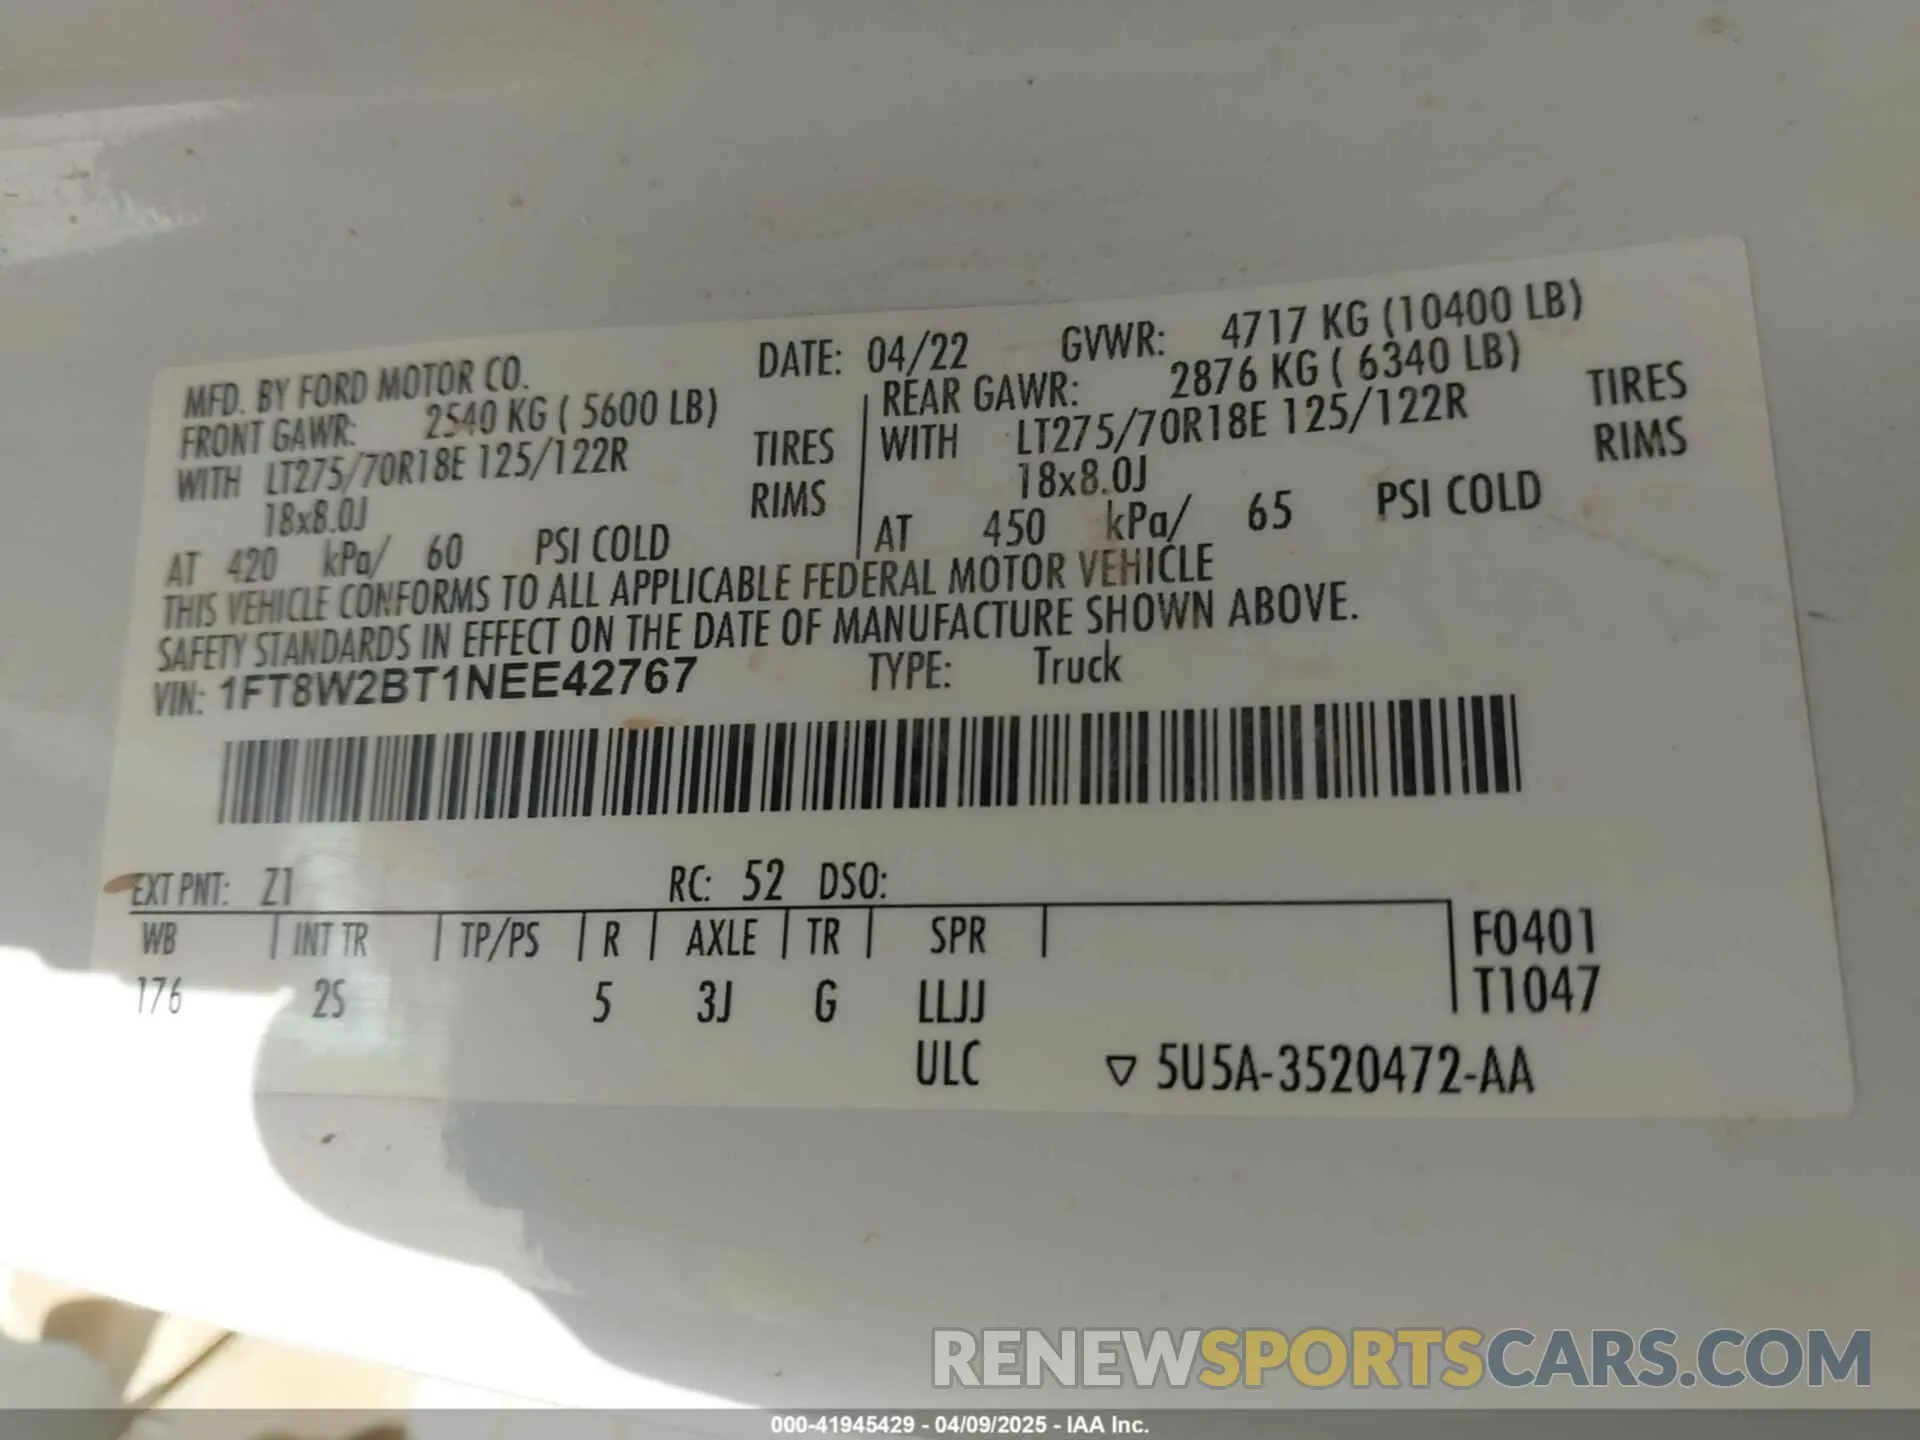 MFD. BY FORD MOTOR CO. DATE: 04/22 GVWR: 4717 KG (10400 LB)
FRONT GAWR: 2540 KG ( 5600 LB) REAR GAWR: 2876 KG ( 6340 LB)
WITH LT275/70R18E 125/122R TIRES WITH LT275/70R18E 125/122R TIRES
18x8.0J RIMS 18x8.0J RIMS
AT 420 kPa/ 60 PSI COLD AT 450 kPa/ 65 PSI COLD
THIS VEHICLE CONFORMS TO ALL APPLICABLE FEDERAL MOTOR VEHICLE
SAFETY STANDARDS IN EFFECT ON THE DATE OF MANUFACTURE SHOWN ABOVE.
VIN: 1FT8W2BT1NEE42767 TYPE: Truck
EXT PNT: Z1 RC: 52 DSO:
WB INT TR TP/PS R AXLE TR SPR F0401
176 2S 5 3J G LLJJ T1047
ULC ▽ 5U5A-3520472-AA
RENEWSPORTSCARS.COM
000-41945429 - 04/09/2025 - IAA Inc.